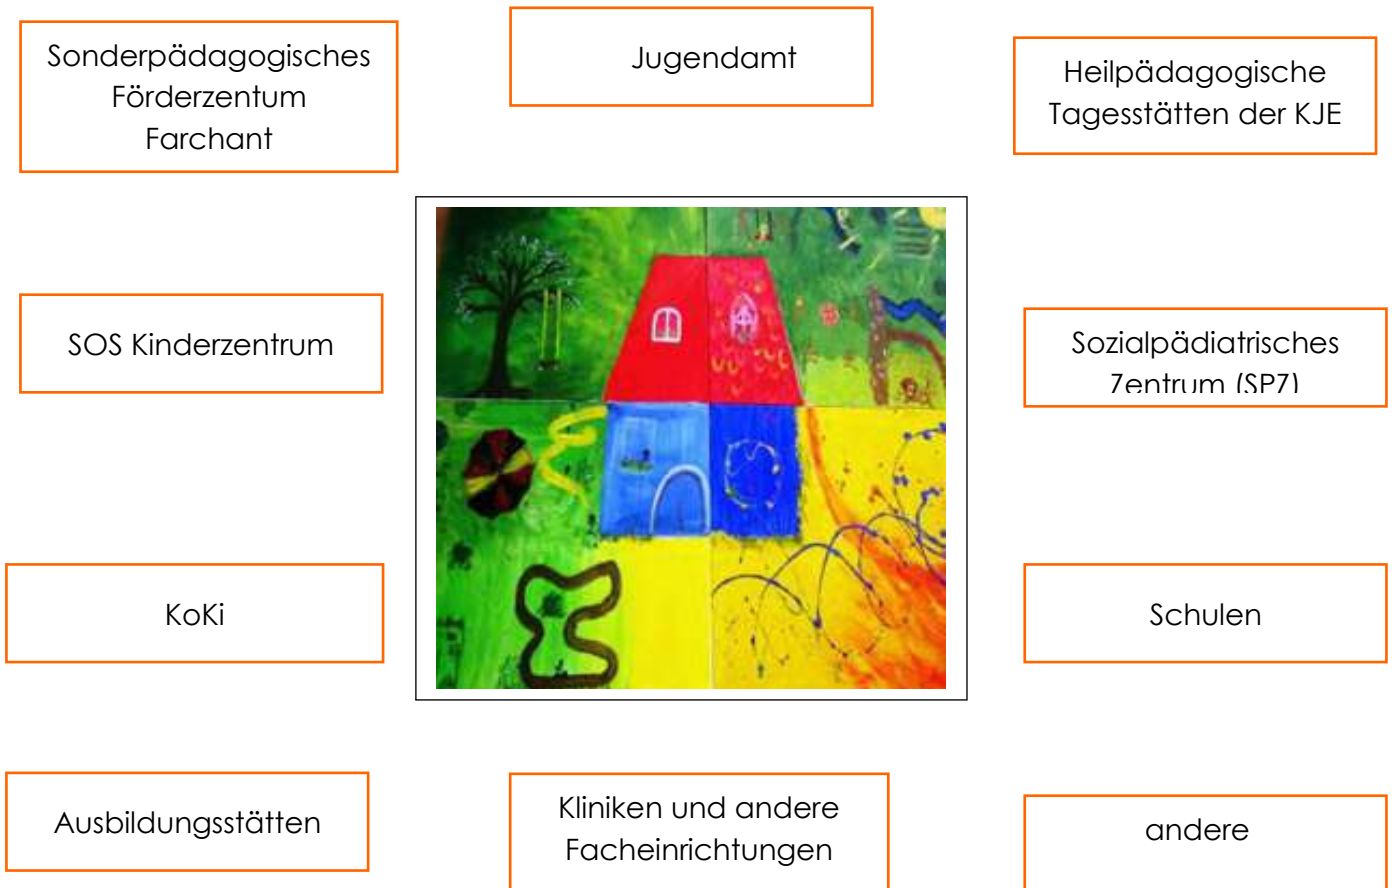 Sonderpädagogisches
Förderzentum
Farchant
Jugendamt
Heilpädagogische
Tagesstätten der KJE
SOS Kinderzentrum
Sozialpädiatrisches
Zentrum (SPZ)
KoKi
Schulen
Ausbildungsstätten
Kliniken und andere
Facheinrichtungen
andere